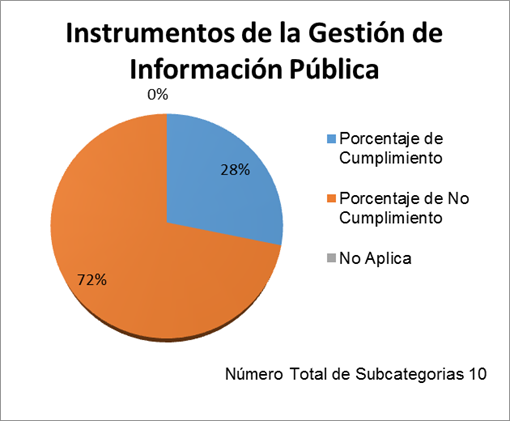 Instrumentos de la Gestión de
Información Pública
0%
28%
72%
Porcentaje de
Cumplimiento
Porcentaje de No
Cumplimiento
No Aplica
Número Total de Subcategorias 10